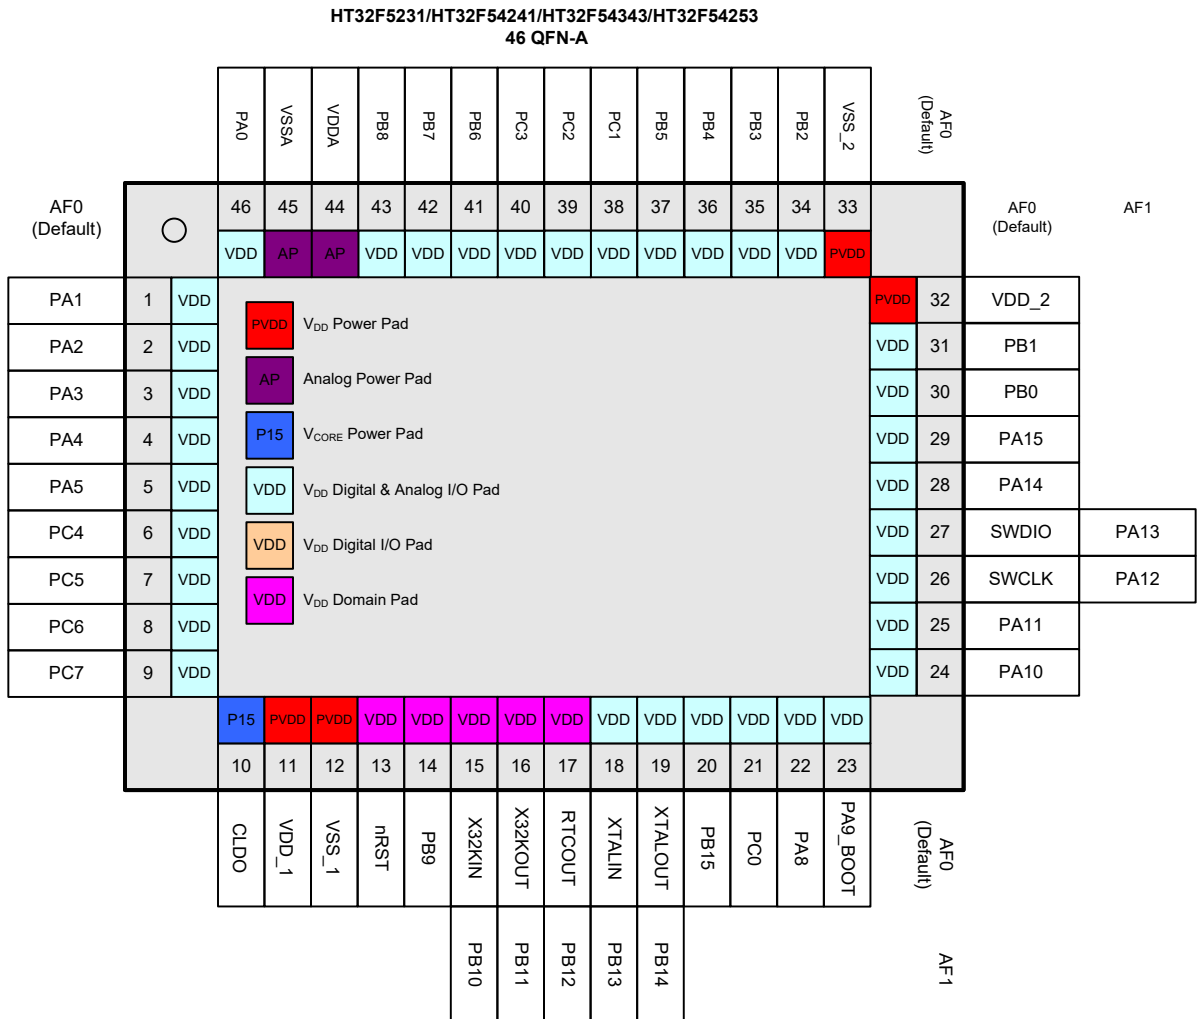 HT32F5231/HT32F54241/HT32F54343/HT32F54253
46 QFN-A
PA0 VSSA VDDA PB8 PB7 PB6 PC3 PC2 PC1 PB5 PB4 PB3 PB2 VSS_2 AF0 (Default)
AF0 (Default)
46 45 44 43 42 41 40 39 38 37 36 35 34 33
AF0 (Default) AF1
VDD AP AP VDD VDD VDD VDD VDD VDD VDD VDD VDD VDD PVDD
PA1 1 VDD
PA2 2 VDD
PA3 3 VDD
PA4 4 VDD
PA5 5 VDD
PC4 6 VDD
PC5 7 VDD
PC6 8 VDD
PC7 9 VDD
PVDD VDD Power Pad
AP Analog Power Pad
P15 VCORE Power Pad
VDD VDD Digital & Analog I/O Pad
VDD VDD Digital I/O Pad
VDD VDD Domain Pad
PVDD 32 VDD_2
VDD 31 PB1
VDD 30 PB0
VDD 29 PA15
VDD 28 PA14
VDD 27 SWDIO PA13
VDD 26 SWCLK PA12
VDD 25 PA11
VDD 24 PA10
P15 PVDD PVDD VDD VDD VDD VDD VDD VDD VDD VDD VDD VDD VDD
10 11 12 13 14 15 16 17 18 19 20 21 22 23
CLDO VDD_1 VSS_1 nRST PB9 X32KIN X32KOUT RTCOUT XTALIN XTALOUT PB15 PC0 PA8 PA9_BOOT AF0 (Default)
PB10 PB11 PB12 PB13 PB14 AF1